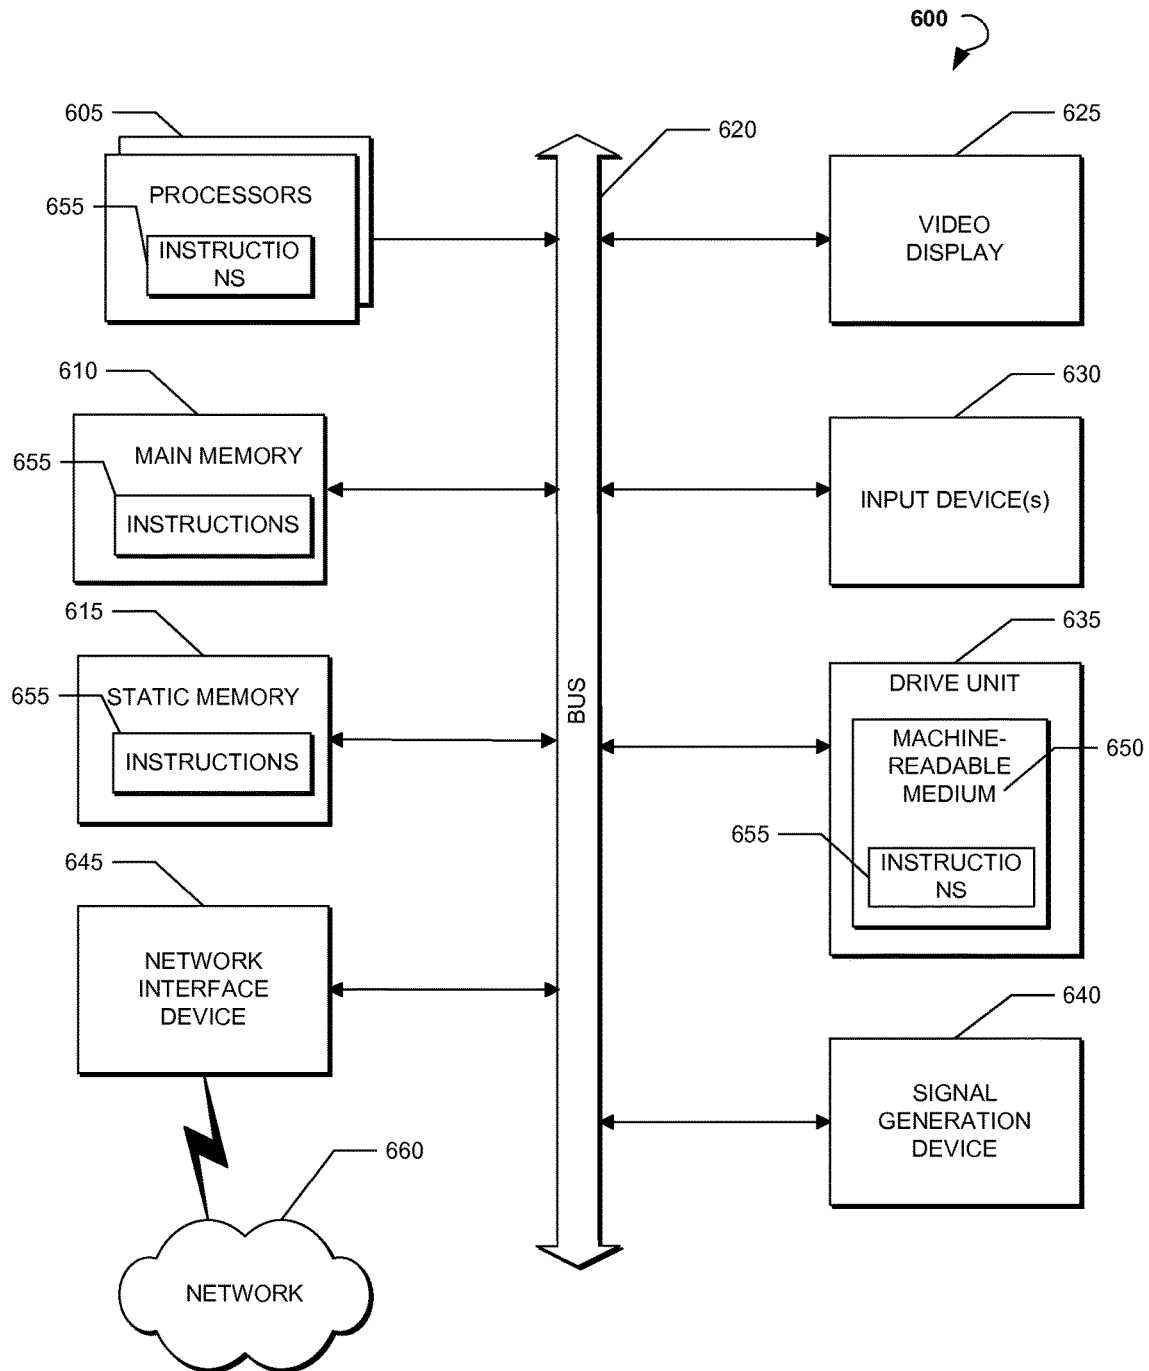 600
605
PROCESSORS
655
INSTRUCTIO
NS
620
625
VIDEO
DISPLAY
610
MAIN MEMORY
655
INSTRUCTIONS
630
INPUT DEVICE(s)
615
STATIC MEMORY
655
INSTRUCTIONS
BUS
635
DRIVE UNIT
MACHINE-
READABLE
MEDIUM
650
655
INSTRUCTIO
NS
645
NETWORK
INTERFACE
DEVICE
640
SIGNAL
GENERATION
DEVICE
660
NETWORK